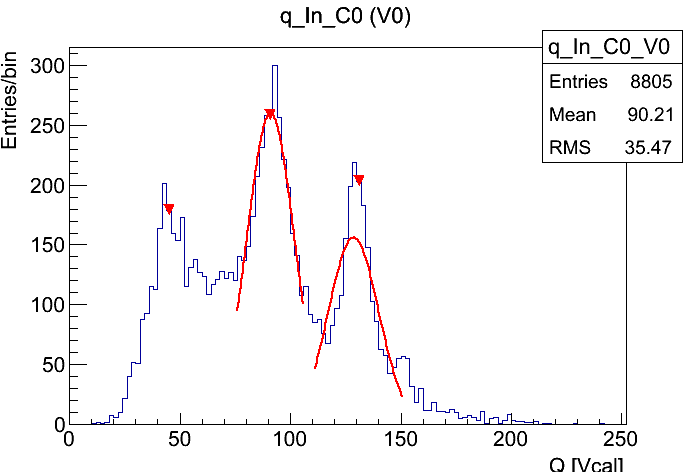 q_In_C0 (V0)
q_In_C0_V0
Entries 8805
Mean 90.21
RMS 35.47
Entries/bin
300
250
200
150
100
50
0
0 50 100 150 200 250
Q [Vcal]